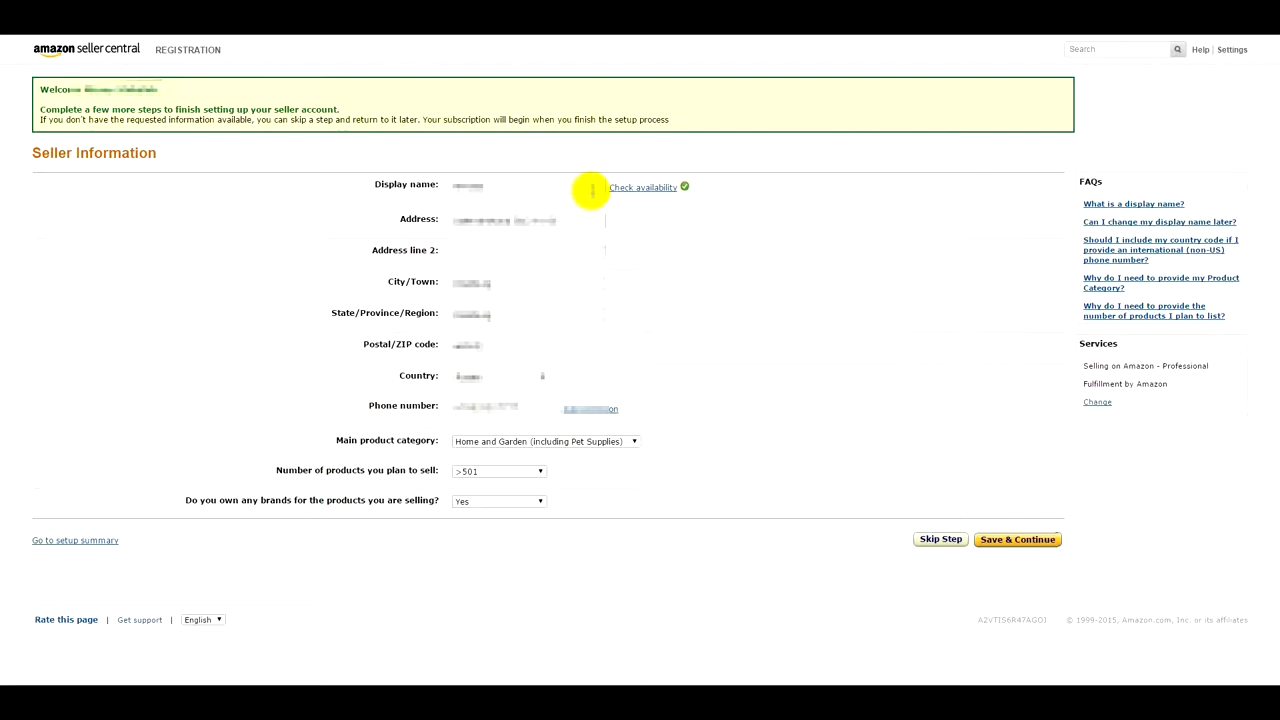 amazon seller central REGISTRATION Search Help | Settings
Welcome
Complete a few more steps to finish setting up your seller account.
If you don't have the requested information available, you can skip a step and return to it later. Your subscription will begin when you finish the setup process
Seller Information
Display name: Check availability
Address:
Address line 2:
City/Town:
State/Province/Region:
Postal/ZIP code:
Country:
Phone number:
Main product category: Home and Garden (including Pet Supplies)
Number of products you plan to sell: >501
Do you own any brands for the products you are selling? Yes
Go to setup summary Skip Step Save & Continue
FAQs
What is a display name?
Can I change my display name later?
Should I include my country code if I
provide an international (non-US)
phone number?
Why do I need to provide my Product
Category?
Why do I need to provide the
number of products I plan to list?
Services
Selling on Amazon - Professional
Fulfillment by Amazon
Change
Rate this page | Get support | English A2VTIS6R47AGOJ © 1999-2015, Amazon.com, Inc. or its affiliates